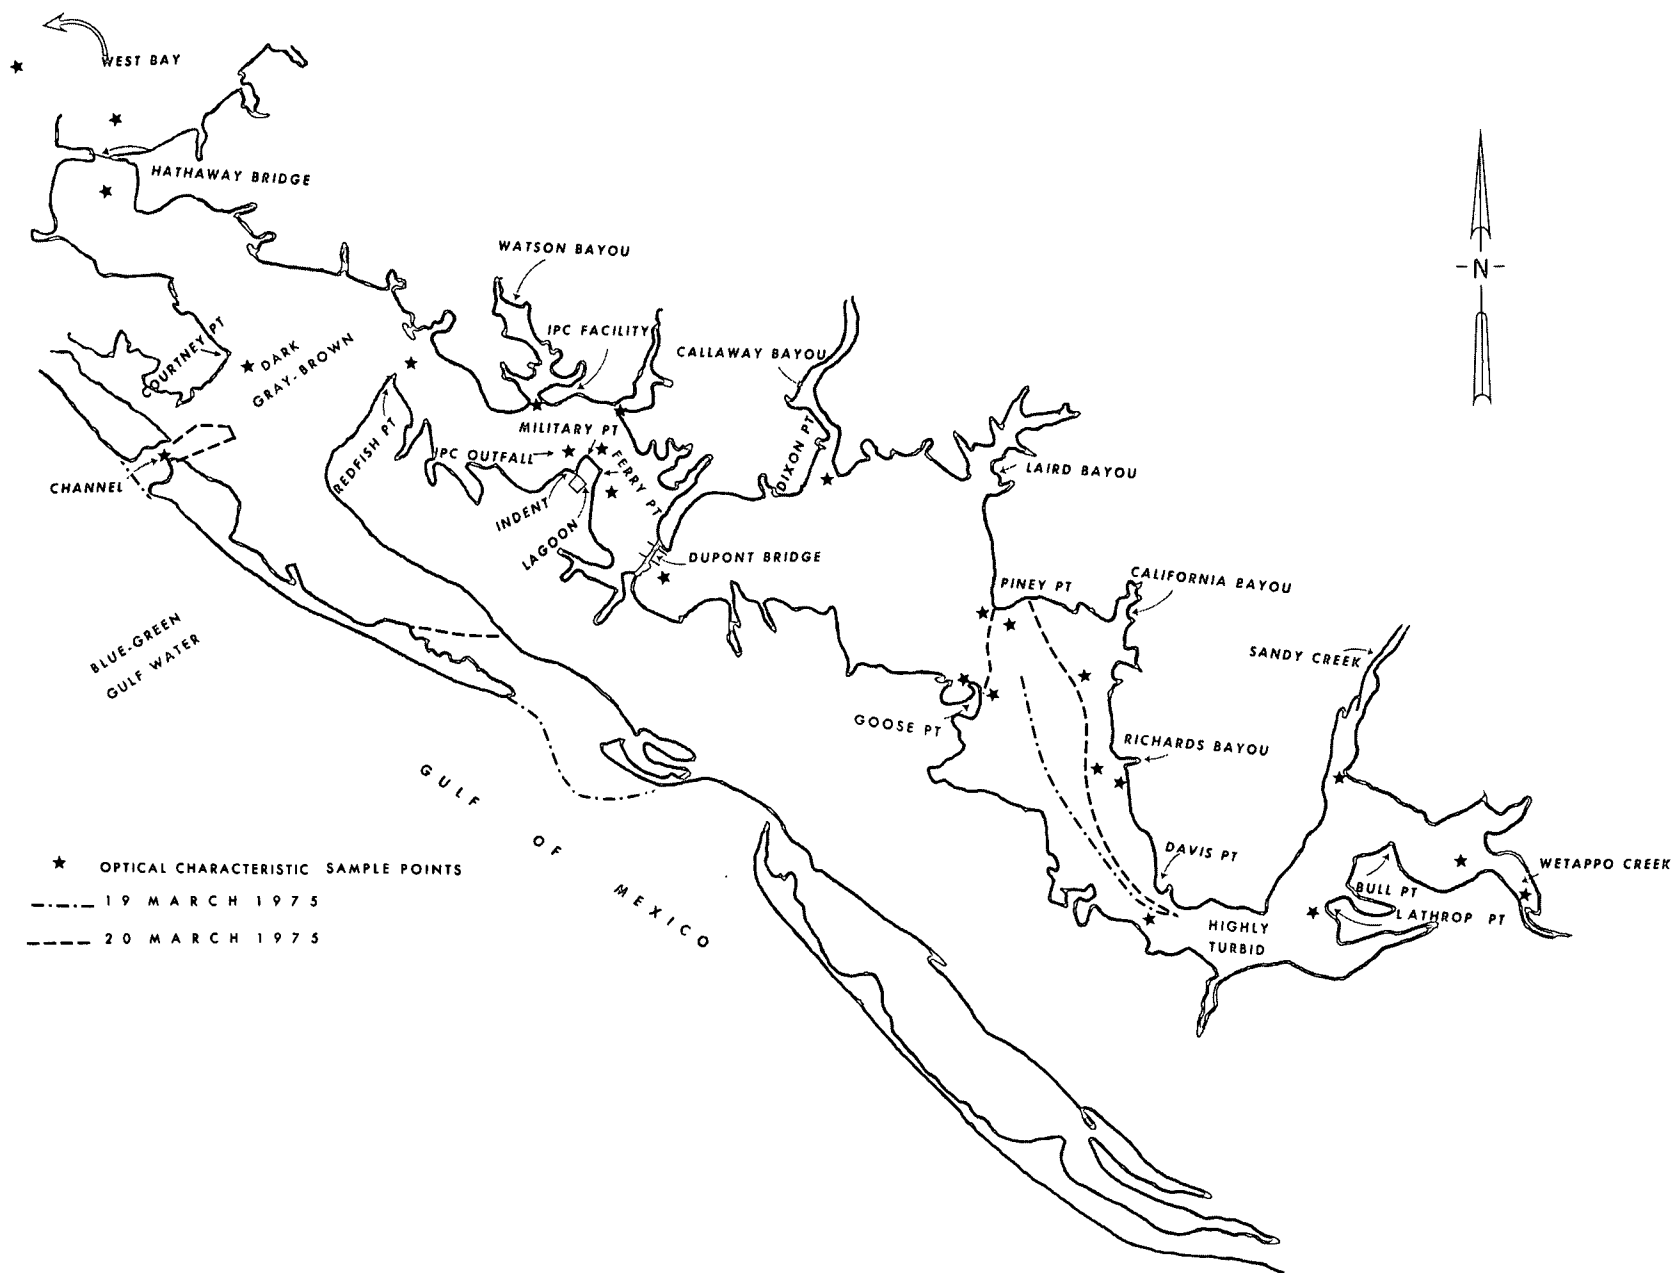 WEST BAY
HATHAWAY BRIDGE
N
WATSON BAYOU
IPC FACILITY
CALLAWAY BAYOU
COURTNEY PT
DARK
GRAY-BROWN
REDFISH PT
MILITARY PT
IPC OUTFALL
FERRY PT
DIXON PT
LAIRD BAYOU
CHANNEL
INDENT
LAGOON
DUPONT BRIDGE
PINEY PT
CALIFORNIA BAYOU
BLUE-GREEN
GULF WATER
SANDY CREEK
GOOSE PT
RICHARDS BAYOU
GULF OF MEXICO
DAVIS PT
WETAPPO CREEK
BULL PT
LATHROP PT
HIGHLY
TURBID
OPTICAL CHARACTERISTIC SAMPLE POINTS
19 MARCH 1975
20 MARCH 1975